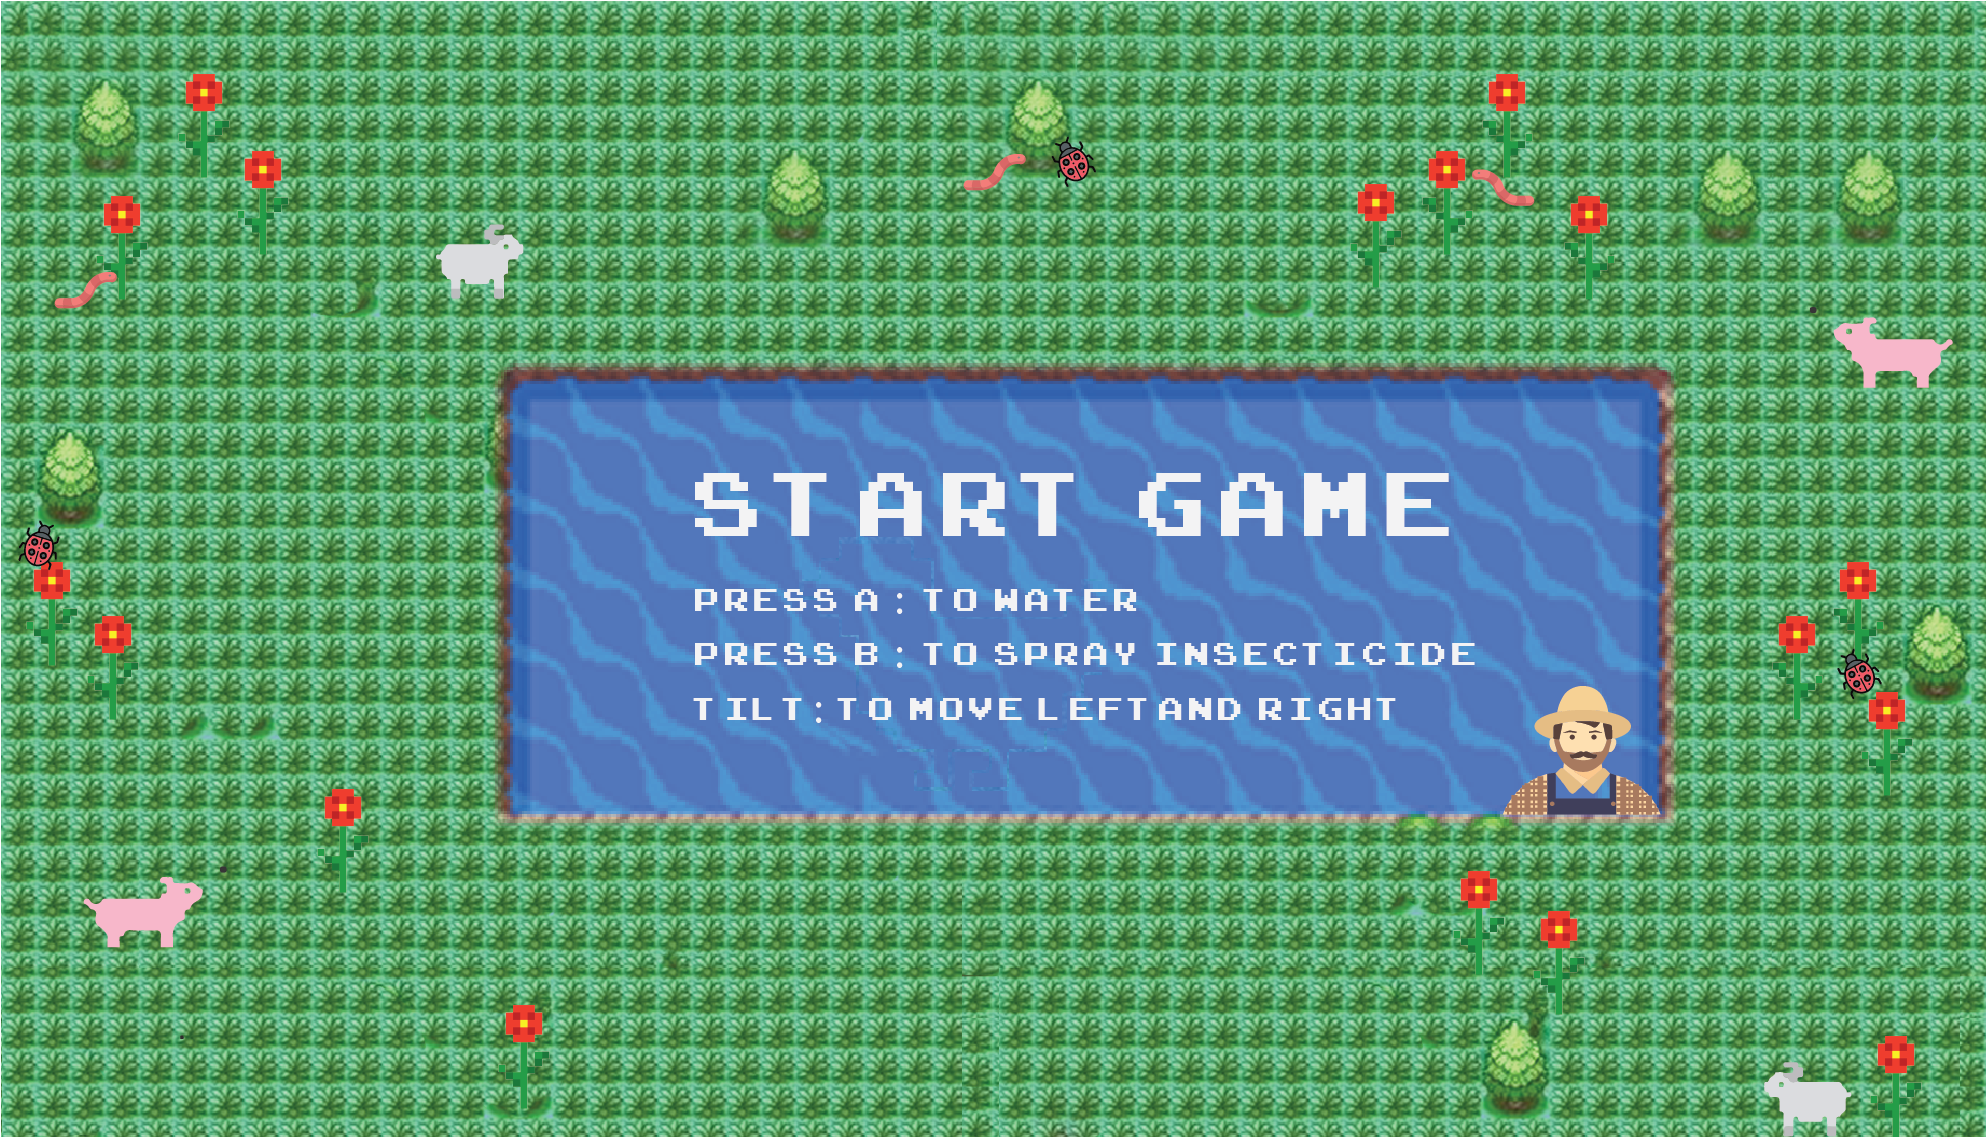 START GAME
PRESS A : TO WATER
PRESS B : TO SPRAY INSECTICIDE
TILT : TO MOVE LEFT AND RIGHT